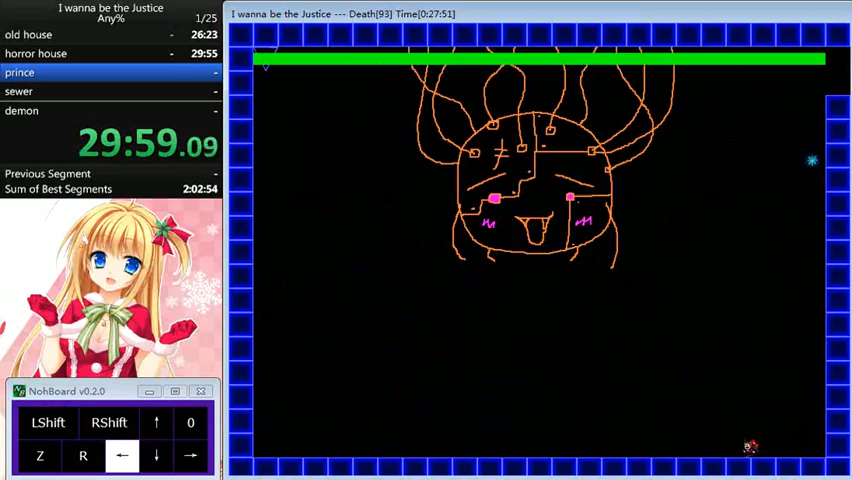 I wanna be the Justice
Any%
1/25
old house - 26:23
horror house - 29:55
prince -
sewer -
demon -
29:59.09
Previous Segment -
Sum of Best Segments 2:02:54
I wanna be the Justice --- Death[93] Time[0:27:51]
NohBoard v0.2.0
LShift RShift ↑ 0
Z R ← ↓ →